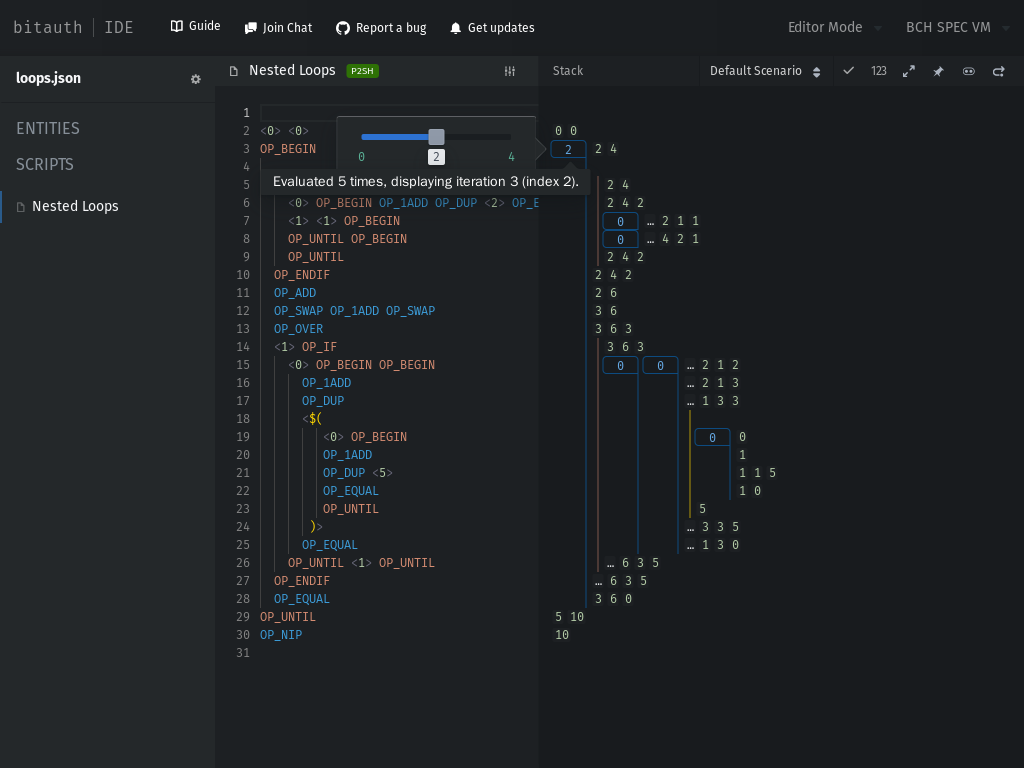 bitauth | IDE Guide Join Chat Report a bug Get updates Editor Mode BCH SPEC VM
loops.json Nested Loops P2SH Stack Default Scenario 123
ENTITIES
SCRIPTS
Nested Loops
1
2 <0> <0> 0 0
3 OP_BEGIN 2 2 4
0 2 4
4
Evaluated 5 times, displaying iteration 3 (index 2).
5 2 4
6 <0> OP_BEGIN OP_1ADD OP_DUP <2> OP_E 2 4 2
7 <1> <1> OP_BEGIN 0 … 2 1 1
8 OP_UNTIL OP_BEGIN 0 … 4 2 1
9 OP_UNTIL 2 4 2
10 OP_ENDIF 2 4 2
11 OP_ADD 2 6
12 OP_SWAP OP_1ADD OP_SWAP 3 6
13 OP_OVER 3 6 3
14 <1> OP_IF 3 6 3
15 <0> OP_BEGIN OP_BEGIN 0 0 … 2 1 2
16 OP_1ADD … 2 1 3
17 OP_DUP … 1 3 3
18 <$(
19 <0> OP_BEGIN 0 0
20 OP_1ADD 1
21 OP_DUP <5> 1 1 5
22 OP_EQUAL 1 0
23 OP_UNTIL 5
24 )> … 3 3 5
25 OP_EQUAL … 1 3 0
26 OP_UNTIL <1> OP_UNTIL … 6 3 5
27 OP_ENDIF … 6 3 5
28 OP_EQUAL 3 6 0
29 OP_UNTIL 5 10
30 OP_NIP 10
31